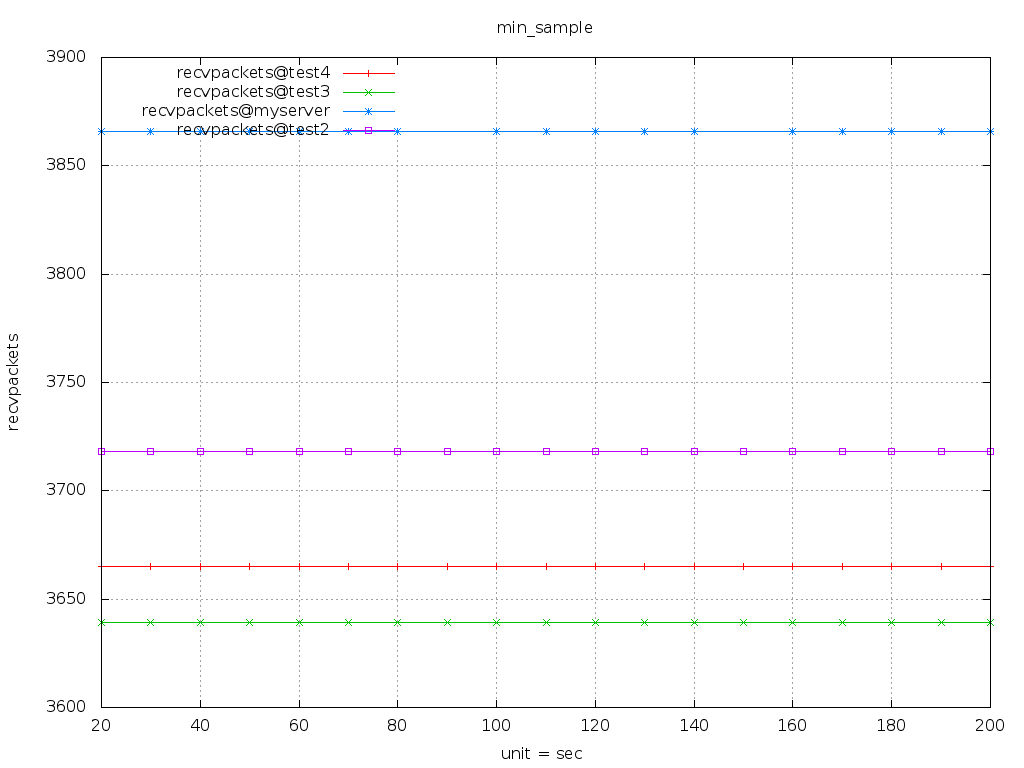 min_sample
3900
3850
3800
3750
3700
3650
3600
recvpackets@test4
recvpackets@test3
recvpackets@myserver
recvpackets@test2
recvpackets
20 40 60 80 100 120 140 160 180 200
unit = sec